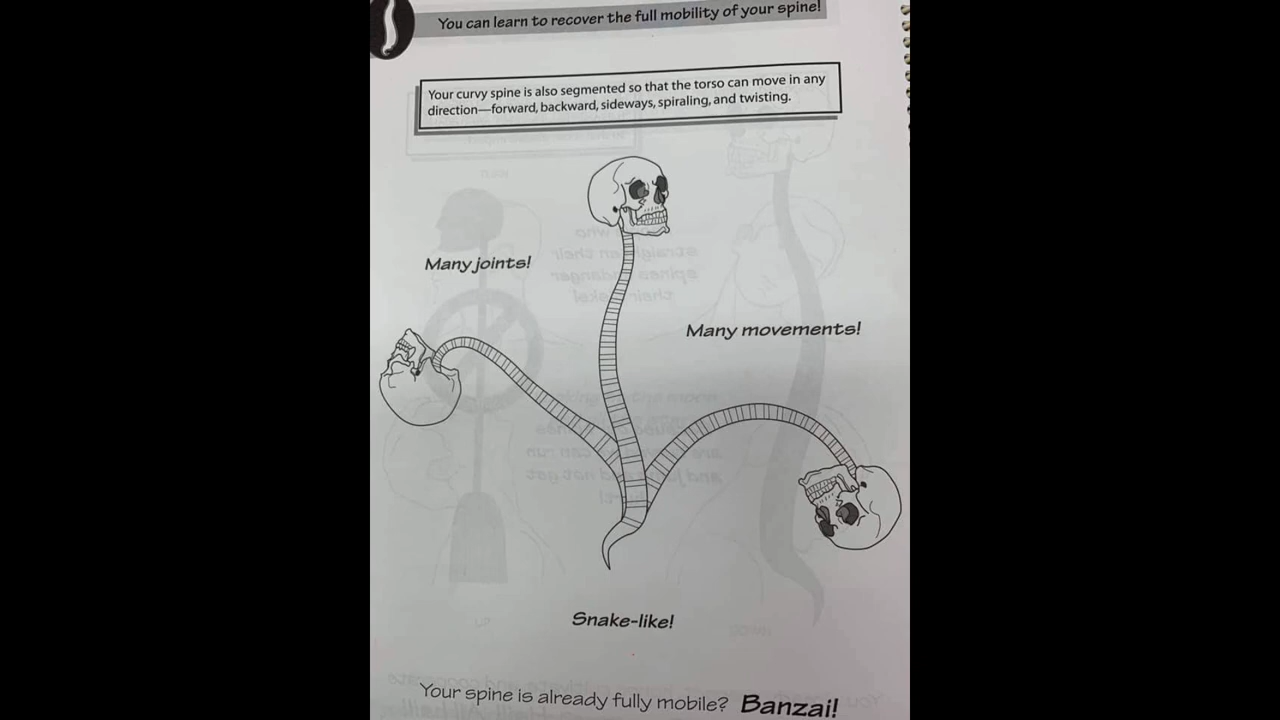 You can learn to recover the full mobility of your spine!
Your curvy spine is also segmented so that the torso can move in any
direction—forward, backward, sideways, spiraling, and twisting.
Many joints!
Many movements!
Snake-like!
Your spine is already fully mobile? Banzai!